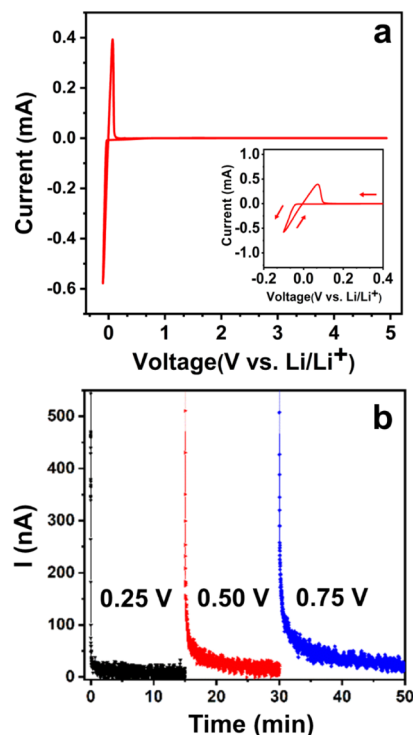 a
0.4
0.2
0.0
-0.2
-0.4
-0.6
Current (mA)
0 1 2 3 4 5
Voltage(V vs. Li/Li+)
1.0
0.5
0.0
-0.5
-1.0
Current (mA)
-0.2 0.0 0.2 0.4
Voltage(V vs. Li/Li+)
b
500
400
300
200
100
0
I (nA)
0.25 V 0.50 V 0.75 V
0 10 20 30 40 50
Time (min)